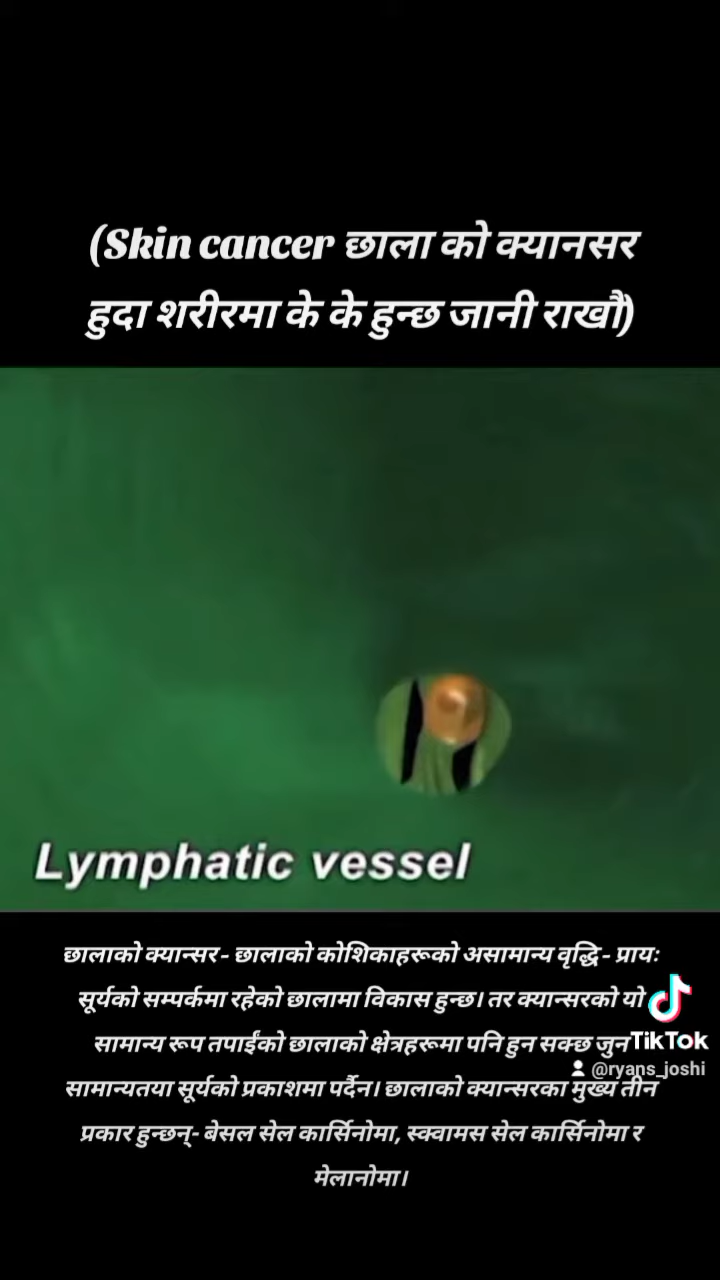 (Skin cancer छाला को क्यानसर
हुदा शरीरमा के के हुन्छ जानी राखौं)
Lymphatic vessel
छालाको क्यान्सर - छालाको कोशिकाहरूको असामान्य वृद्धि - प्रायः
सूर्यको सम्पर्कमा रहेको छालामा विकास हुन्छ। तर क्यान्सरको यो
सामान्य रूप तपाईंको छालाको क्षेत्रहरूमा पनि हुन सक्छ जुन
सामान्यतया सूर्यको प्रकाशमा पर्दैन। छालाको क्यान्सरका मुख्य तीन
प्रकार हुन्छन् - बेसल सेल कार्सिनोमा, स्क्वामस सेल कार्सिनोमा र
मेलानोमा।
TikTok
@ryans_joshi